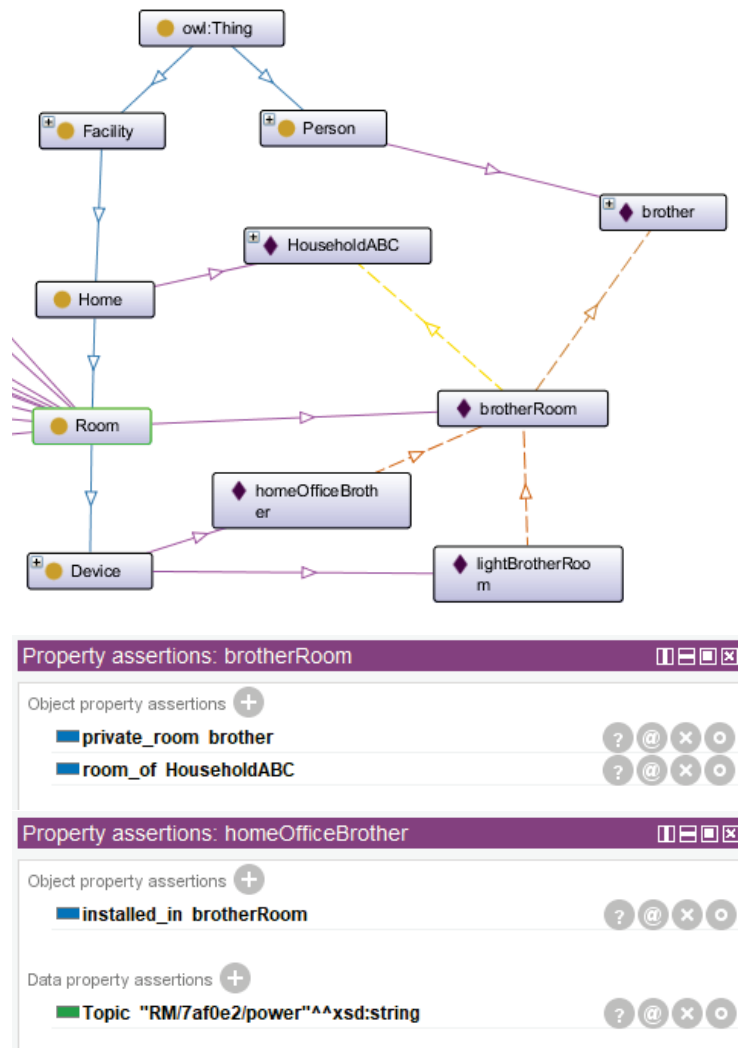 owl:Thing
Facility
Person
brother
HouseholdABC
Home
brotherRoom
Room
homeOfficeBroth
er
Device
lightBrotherRoo
m
Property assertions: brotherRoom
Object property assertions
private_room brother
room_of HouseholdABC
Property assertions: homeOfficeBrother
Object property assertions
installed_in brotherRoom
Data property assertions
Topic "RM/7af0e2/power"^^xsd:string